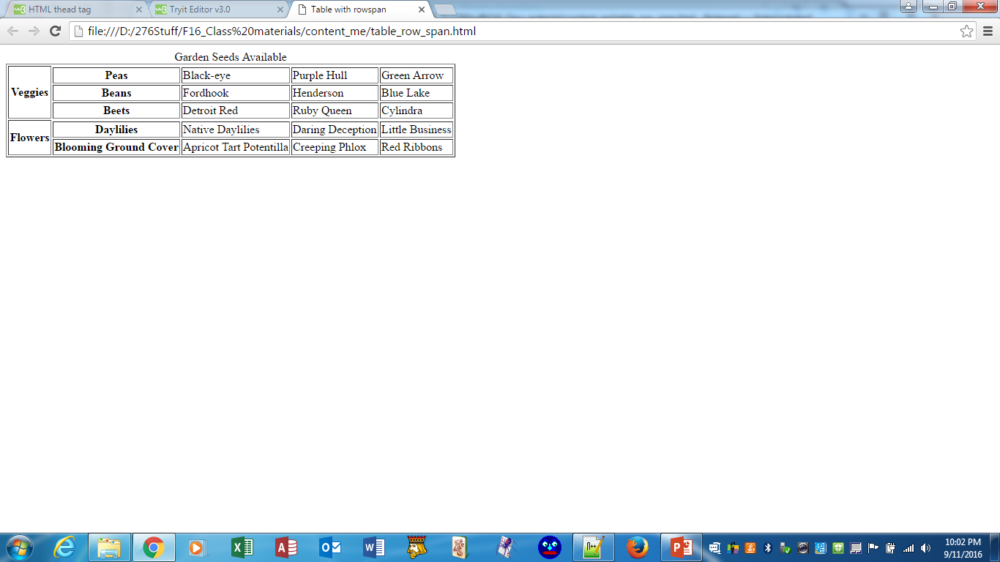 HTML thead tag
Tryit Editor v3.0
Table with rowspan
file:///D:/276Stuff/F16_Class%20materials/content_me/table_row_span.html
Garden Seeds Available
Veggies Peas Black-eye Purple Hull Green Arrow
Beans Fordhook Henderson Blue Lake
Beets Detroit Red Ruby Queen Cylindra
Flowers Daylilies Native Daylilies Daring Deception Little Business
Blooming Ground Cover Apricot Tart Potentilla Creeping Phlox Red Ribbons
10:02 PM
9/11/2016